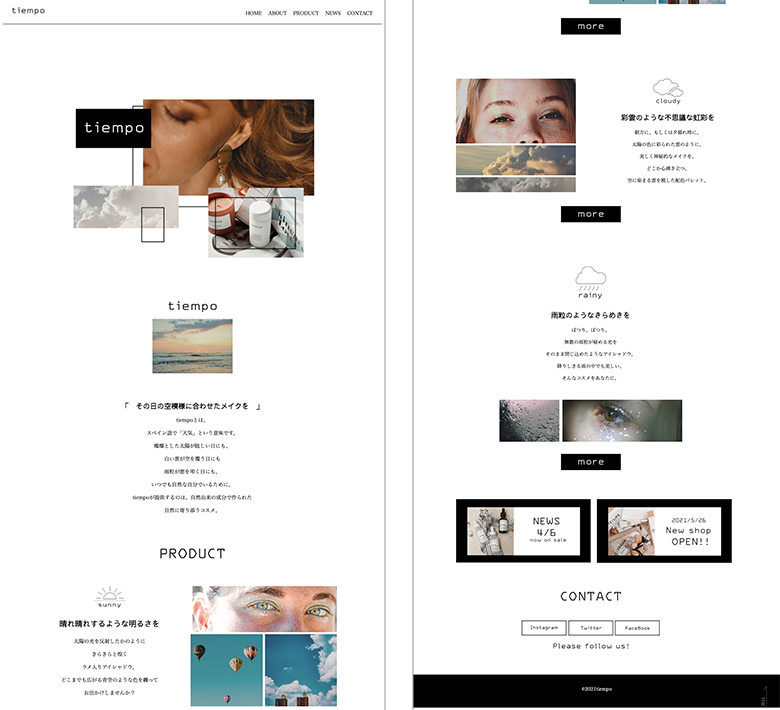 tiempo
HOME ABOUT PRODUCT NEWS CONTACT
tiempo
tiempo
「 その日の空模様に合わせたメイクを 」
tiempoとは、
スペイン語で「天気」という意味です。
燦燦とした太陽が眩しい日にも、
白い雲が空を覆う日にも
雨粒が窓を叩く日にも、
いつでも自然な自分でいるために。
tiempoが提供するのは、自然由来の成分で作られた
自然に寄り添うコスメ。
PRODUCT
sunny
晴れ晴れするような明るさを
太陽の光を反射したかのように
きらきらと煌く
ラメ入りアイシャドウ。
どこまでも広がる青空のような色を纏って
お出かけしませんか？
more
cloudy
彩雲のような不思議な虹彩を
朝方に、もしくは夕暮れ時に。
太陽の色に彩られた雲のように、
美しく神秘的なメイクを。
どこか心沸き立つ。
空に染まる雲を模した配色パレット。
more
rainy
雨粒のようなきらめきを
ぽつり、ぽつり。
無数の雨粒が秘める光を
そのまま閉じ込めたようなアイシャドウ。
降りしきる雨の中でも美しい、
そんなコスメをあなたに。
more
NEWS
4/6
now on sale
2021/5/26
New shop
OPEN!!
CONTACT
Instagram Twitter FaceBook
Please follow us!
©2021tiempo